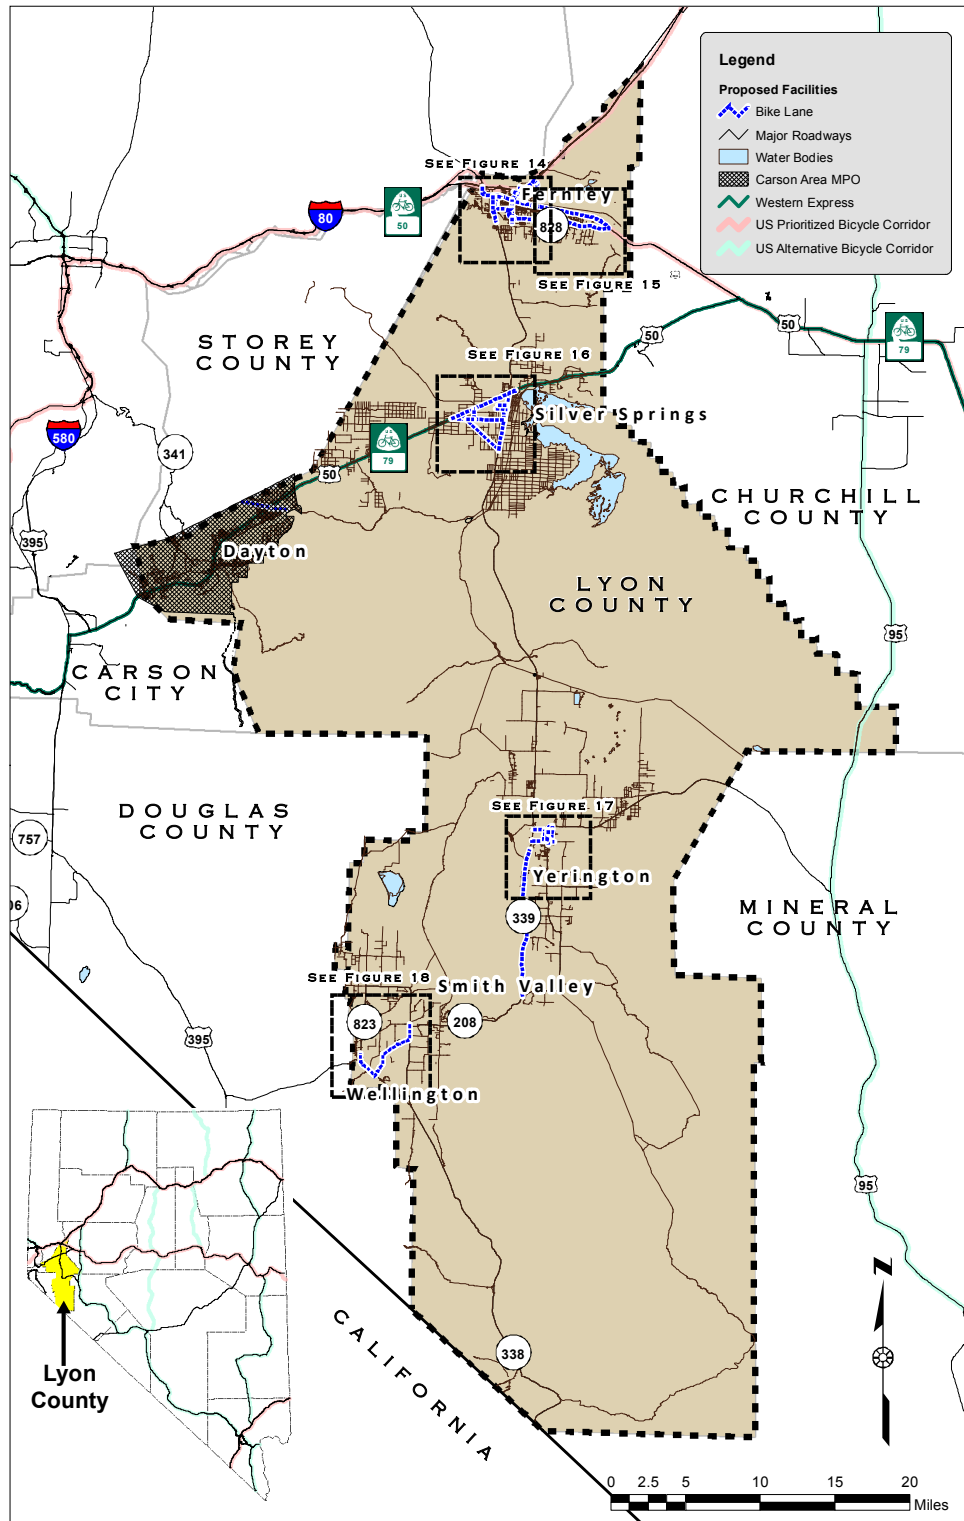 Legend
Proposed Facilities
Bike Lane
Major Roadways
Water Bodies
Carson Area MPO
Western Express
US Prioritized Bicycle Corridor
US Alternative Bicycle Corridor
SEE FIGURE 14
Fernley
80
50
828
SEE FIGURE 15
STOREY
COUNTY
50
50
79
SEE FIGURE 16
Silver Springs
580
341
79
50
CHURCHILL
COUNTY
395
Dayton
LYON
COUNTY
95
CARSON
CITY
DOUGLAS
COUNTY
757
SEE FIGURE 17
Yerington
06
339
MINERAL
COUNTY
SEE FIGURE 18
Smith Valley
823
208
395
Wellington
95
Lyon
County
CALIFORNIA
338
N
0 2.5 5 10 15 20
Miles